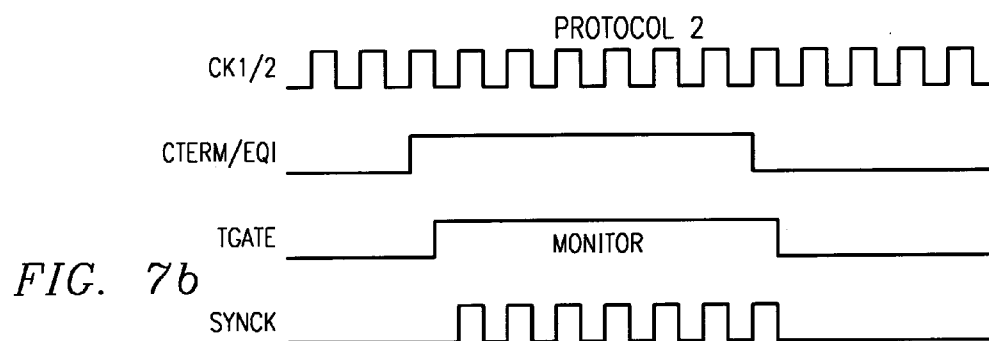 PROTOCOL 2
CK1/2
CTERM/EQI
TGATE
MONITOR
FIG. 7b
SYNCK